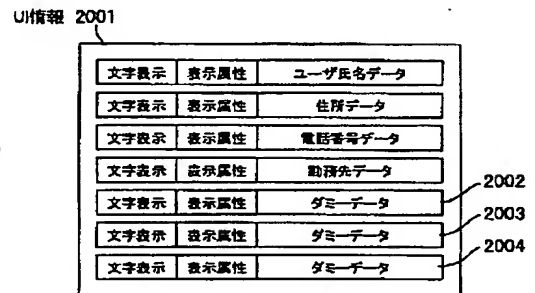 UI情報 2001
文字表示 表示属性 ユーザ氏名データ
文字表示 表示属性 住所データ
文字表示 表示属性 電話番号データ
文字表示 表示属性 勤務先データ
文字表示 表示属性 ダミーデータ 2002
文字表示 表示属性 ダミーデータ 2003
文字表示 表示属性 ダミーデータ 2004